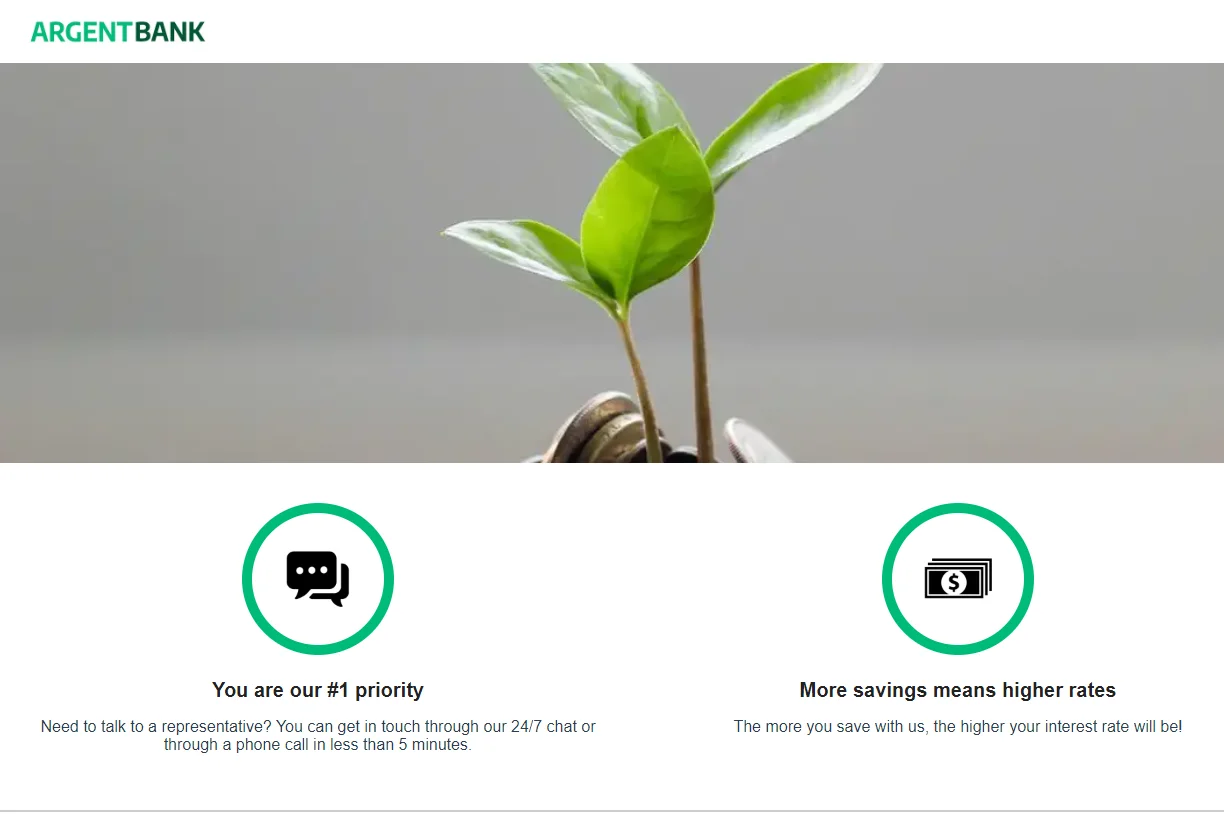 ARGENTBANK
You are our #1 priority
Need to talk to a representative? You can get in touch through our 24/7 chat or
through a phone call in less than 5 minutes.
More savings means higher rates
The more you save with us, the higher your interest rate will be!